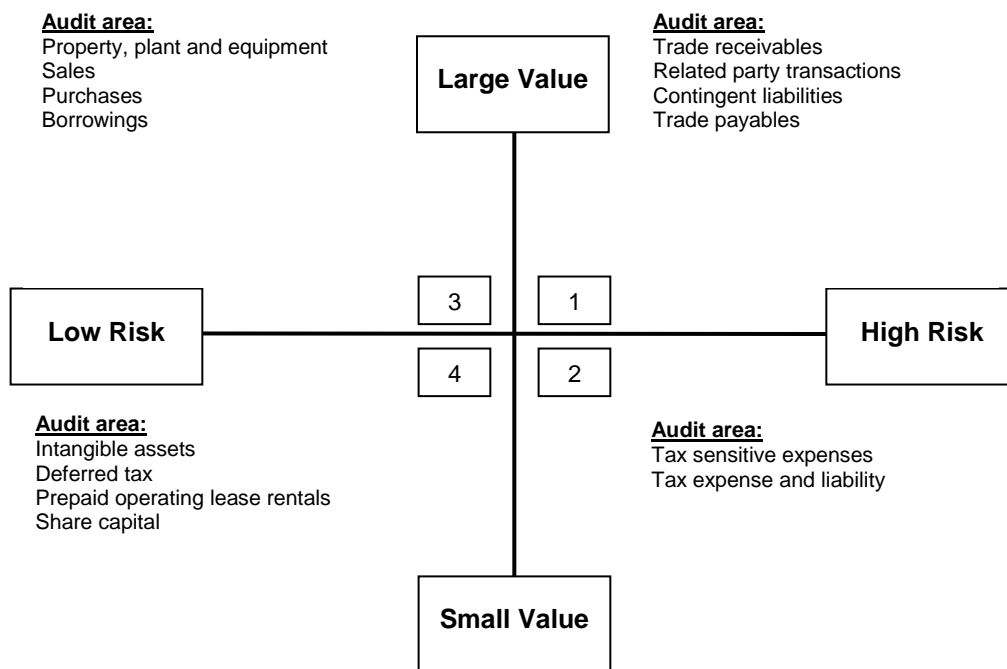 Audit area:
Property, plant and equipment
Sales
Purchases
Borrowings
Large Value
Audit area:
Trade receivables
Related party transactions
Contingent liabilities
Trade payables
3
1
Low Risk
High Risk
4
2
Audit area:
Intangible assets
Deferred tax
Prepaid operating lease rentals
Share capital
Audit area:
Tax sensitive expenses
Tax expense and liability
Small Value